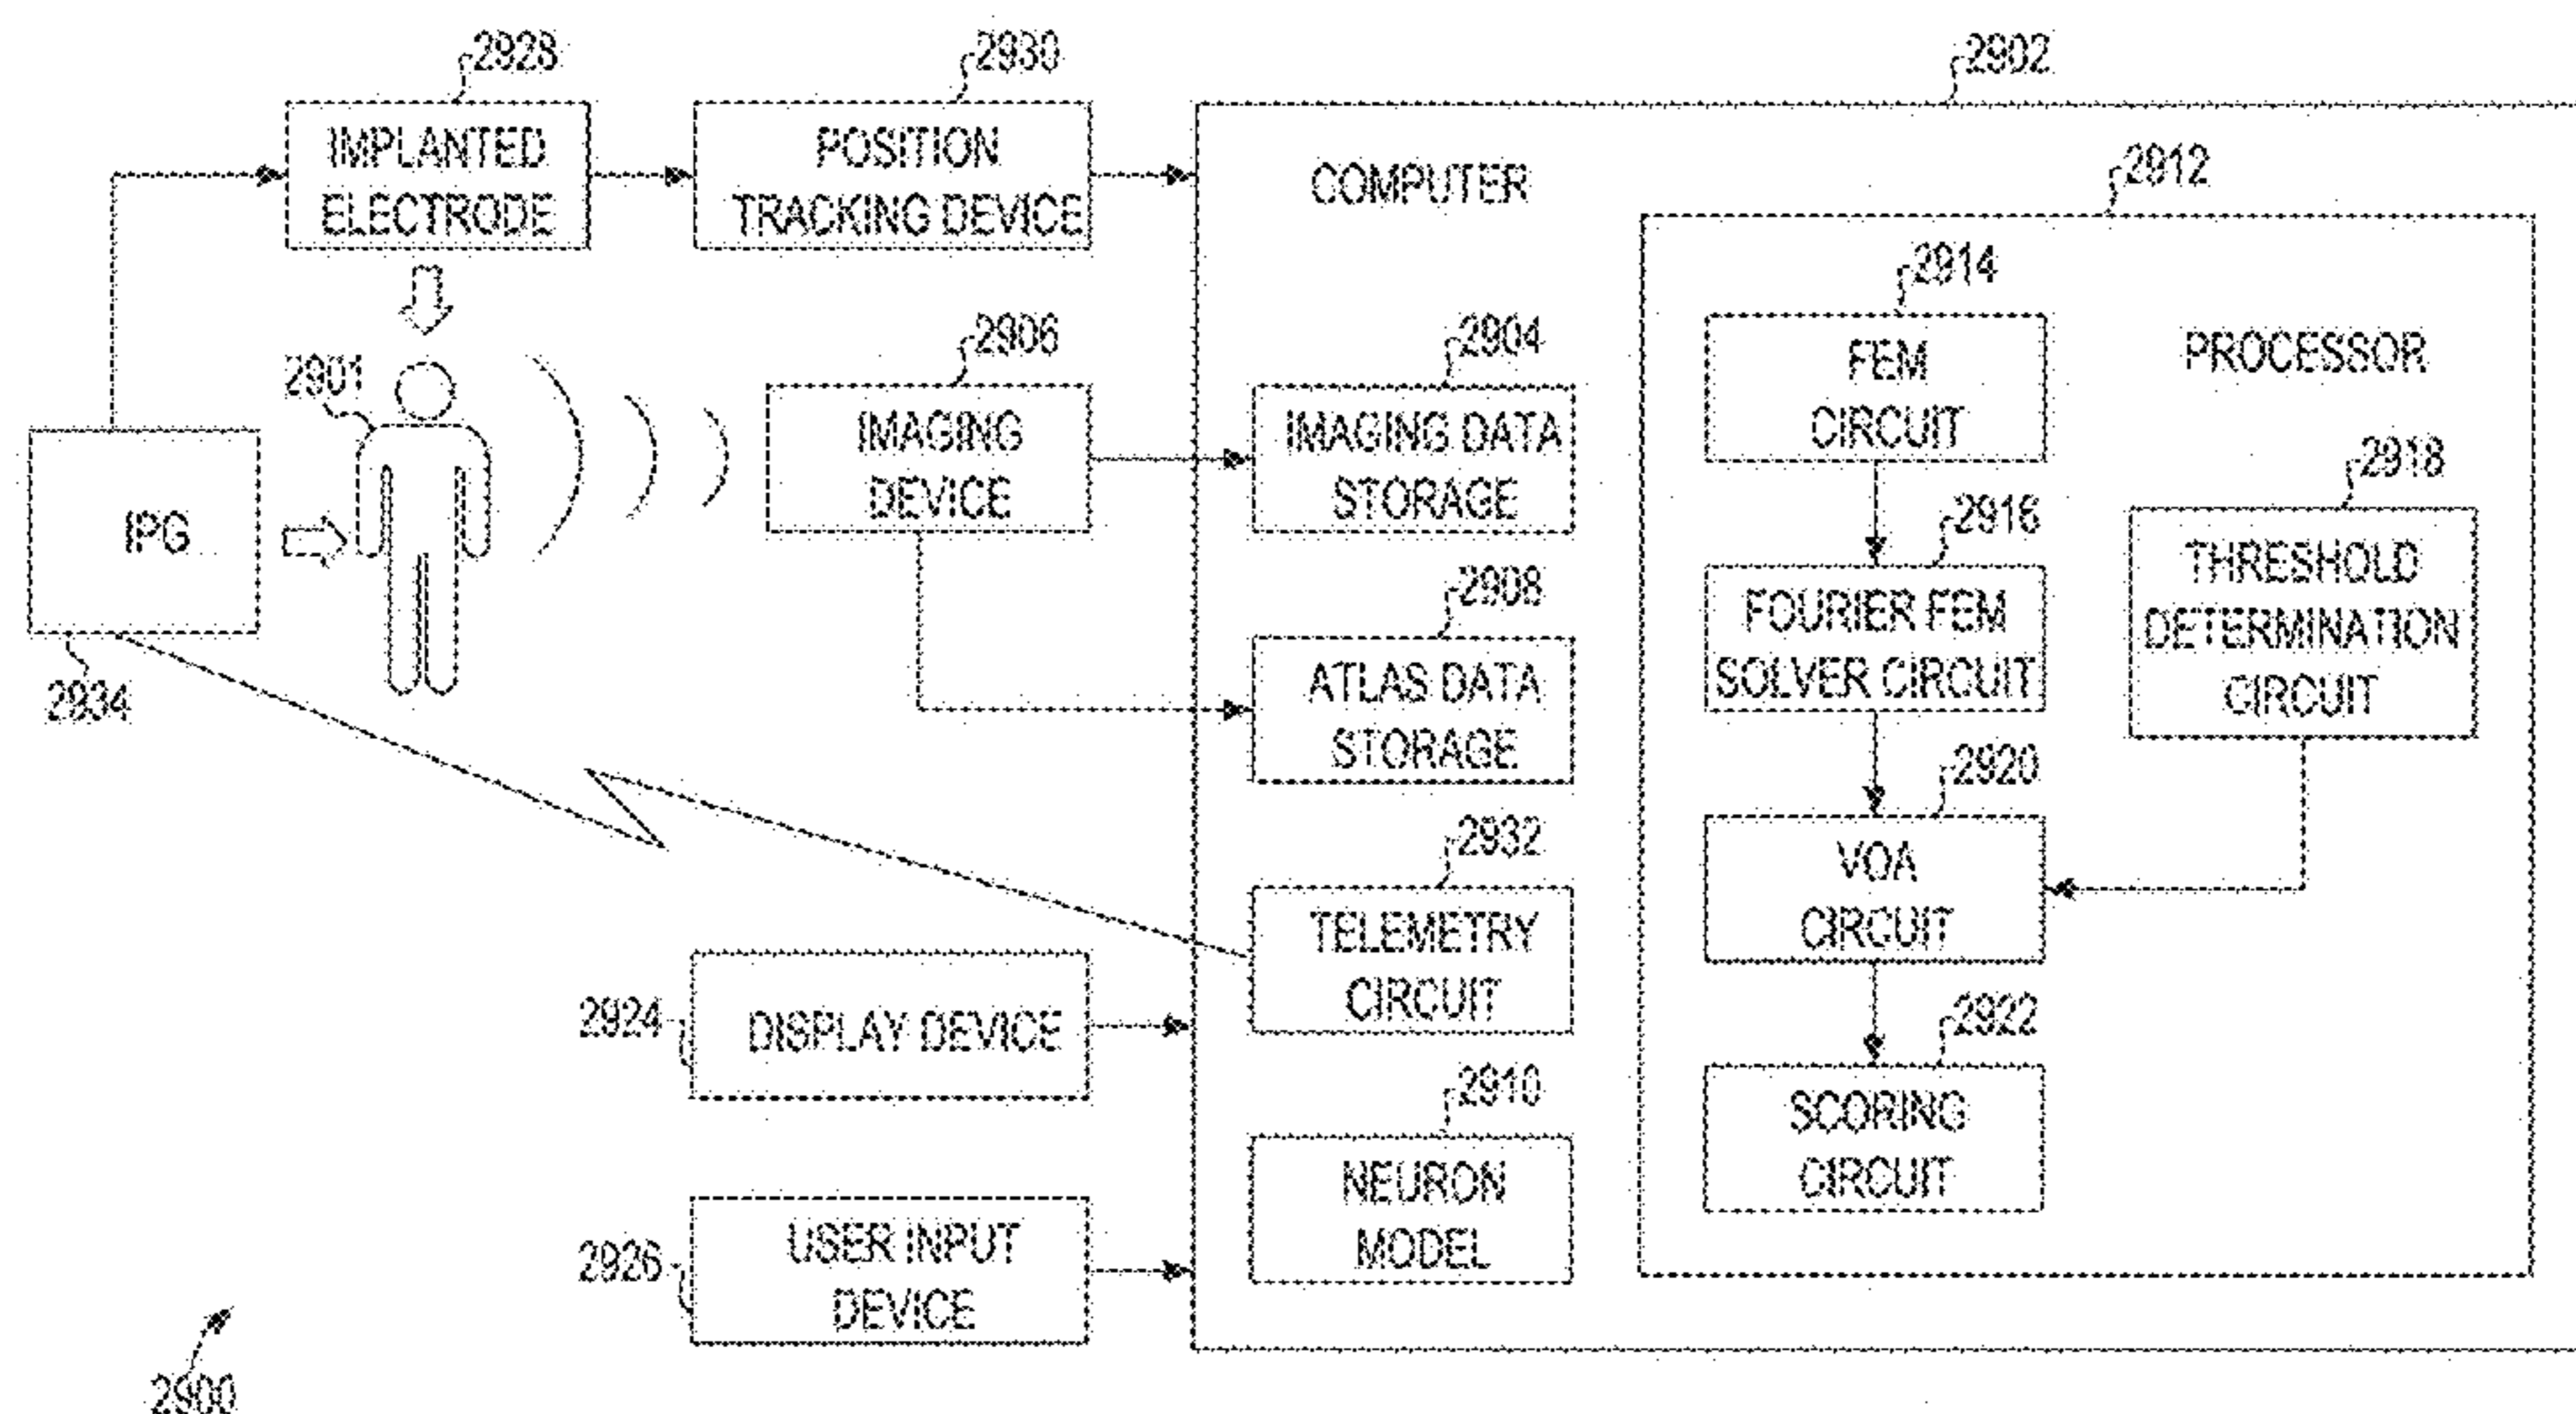 2928
2930
2902
IMPLANTED
ELECTRODE
POSITION
TRACKING DEVICE
COMPUTER
2912
2914
FEM
CIRCUIT
PROCESSOR
2901
2906
IMAGING
DEVICE
2904
IMAGING DATA
STORAGE
IPG
2934
2918
THRESHOLD
DETERMINATION
CIRCUIT
2916
FOURIER FEM
SOLVER CIRCUIT
2908
ATLAS DATA
STORAGE
2920
VOA
CIRCUIT
2932
TELEMETRY
CIRCUIT
2924
DISPLAY DEVICE
2922
SCORING
CIRCUIT
2910
NEURON
MODEL
2926
USER INPUT
DEVICE
2900